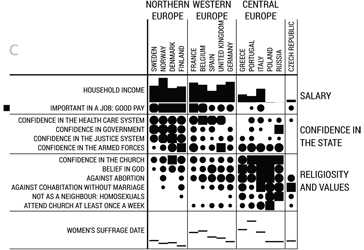 NORTHERN EUROPE
WESTERN EUROPE
CENTRAL EUROPE
C
SWEDEN
NORWAY
DENMARK
FINLAND
FRANCE
BELGIUM
SPAIN
UNITED KINGDOM
GERMANY
GREECE
PORTUGAL
ITALY
POLAND
RUSSIA
CZECH REPUBLIC
HOUSEHOLD INCOME
IMPORTANT IN A JOB: GOOD PAY
SALARY
CONFIDENCE IN THE HEALTH CARE SYSTEM
CONFIDENCE IN GOVERNMENT
CONFIDENCE IN THE JUSTICE SYSTEM
CONFIDENCE IN THE ARMED FORCES
CONFIDENCE IN
THE STATE
CONFIDENCE IN THE CHURCH
BELIEF IN GOD
AGAINST ABORTION
AGAINST COHABITATION WITHOUT MARRIAGE
NOT AS A NEIGHBOUR: HOMOSEXUALS
ATTEND CHURCH AT LEAST ONCE A WEEK
RELIGIOSITY
AND VALUES
WOMEN'S SUFFRAGE DATE